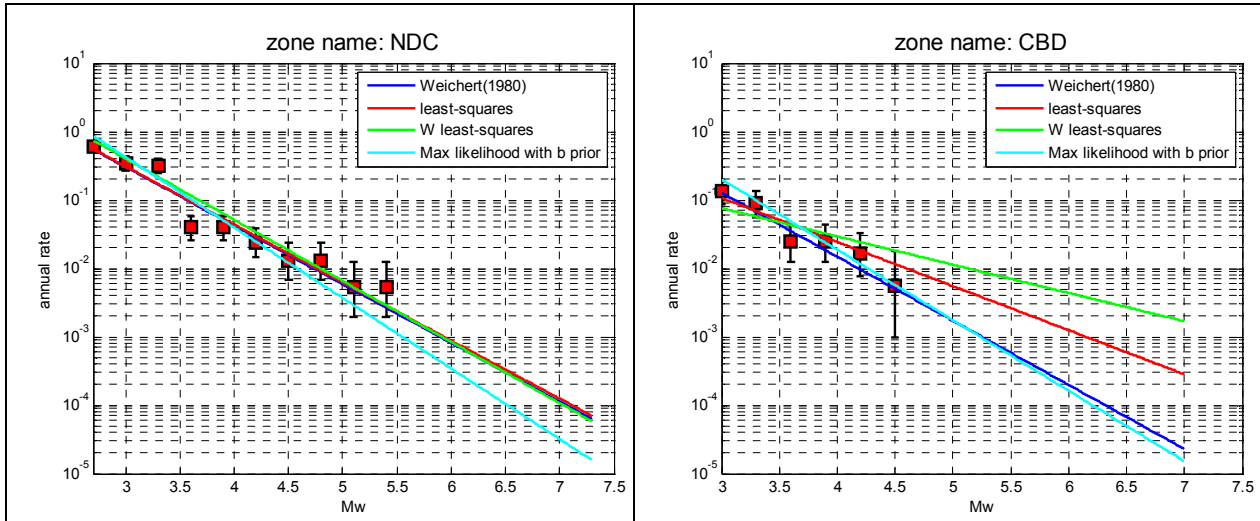 zone name: NDC
10^1
10^0
10^-1
10^-2
10^-3
10^-4
10^-5
annual rate
Weichert(1980)
least-squares
W least-squares
Max likelihood with b prior
3 3.5 4 4.5 5 5.5 6 6.5 7 7.5
Mw
zone name: CBD
10^1
10^0
10^-1
10^-2
10^-3
10^-4
10^-5
annual rate
Weichert(1980)
least-squares
W least-squares
Max likelihood with b prior
3 3.5 4 4.5 5 5.5 6 6.5 7 7.5
Mw